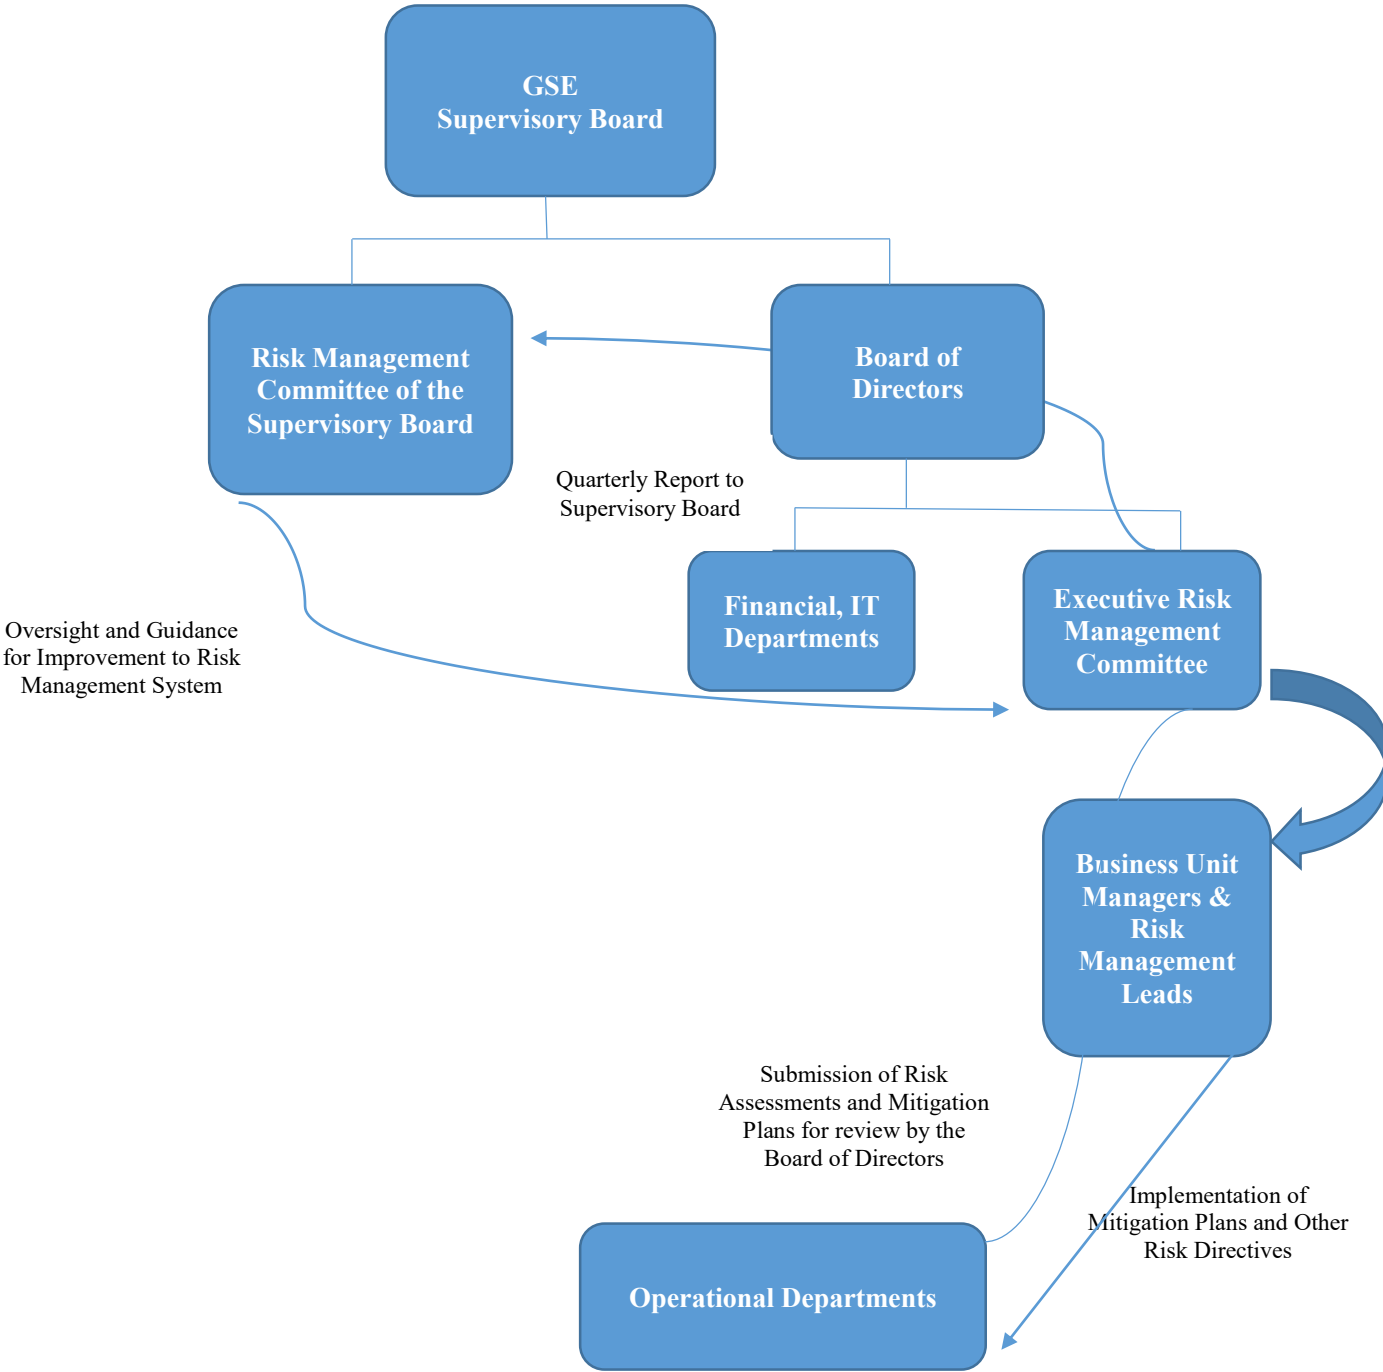 GSE
Supervisory Board
Risk Management
Committee of the
Supervisory Board
Board of
Directors
Quarterly Report to
Supervisory Board
Financial, IT
Departments
Executive Risk
Management
Committee
Oversight and Guidance
for Improvement to Risk
Management System
Business Unit
Managers &
Risk
Management
Leads
Submission of Risk
Assessments and Mitigation
Plans for review by the
Board of Directors
Implementation of
Mitigation Plans and Other
Risk Directives
Operational Departments